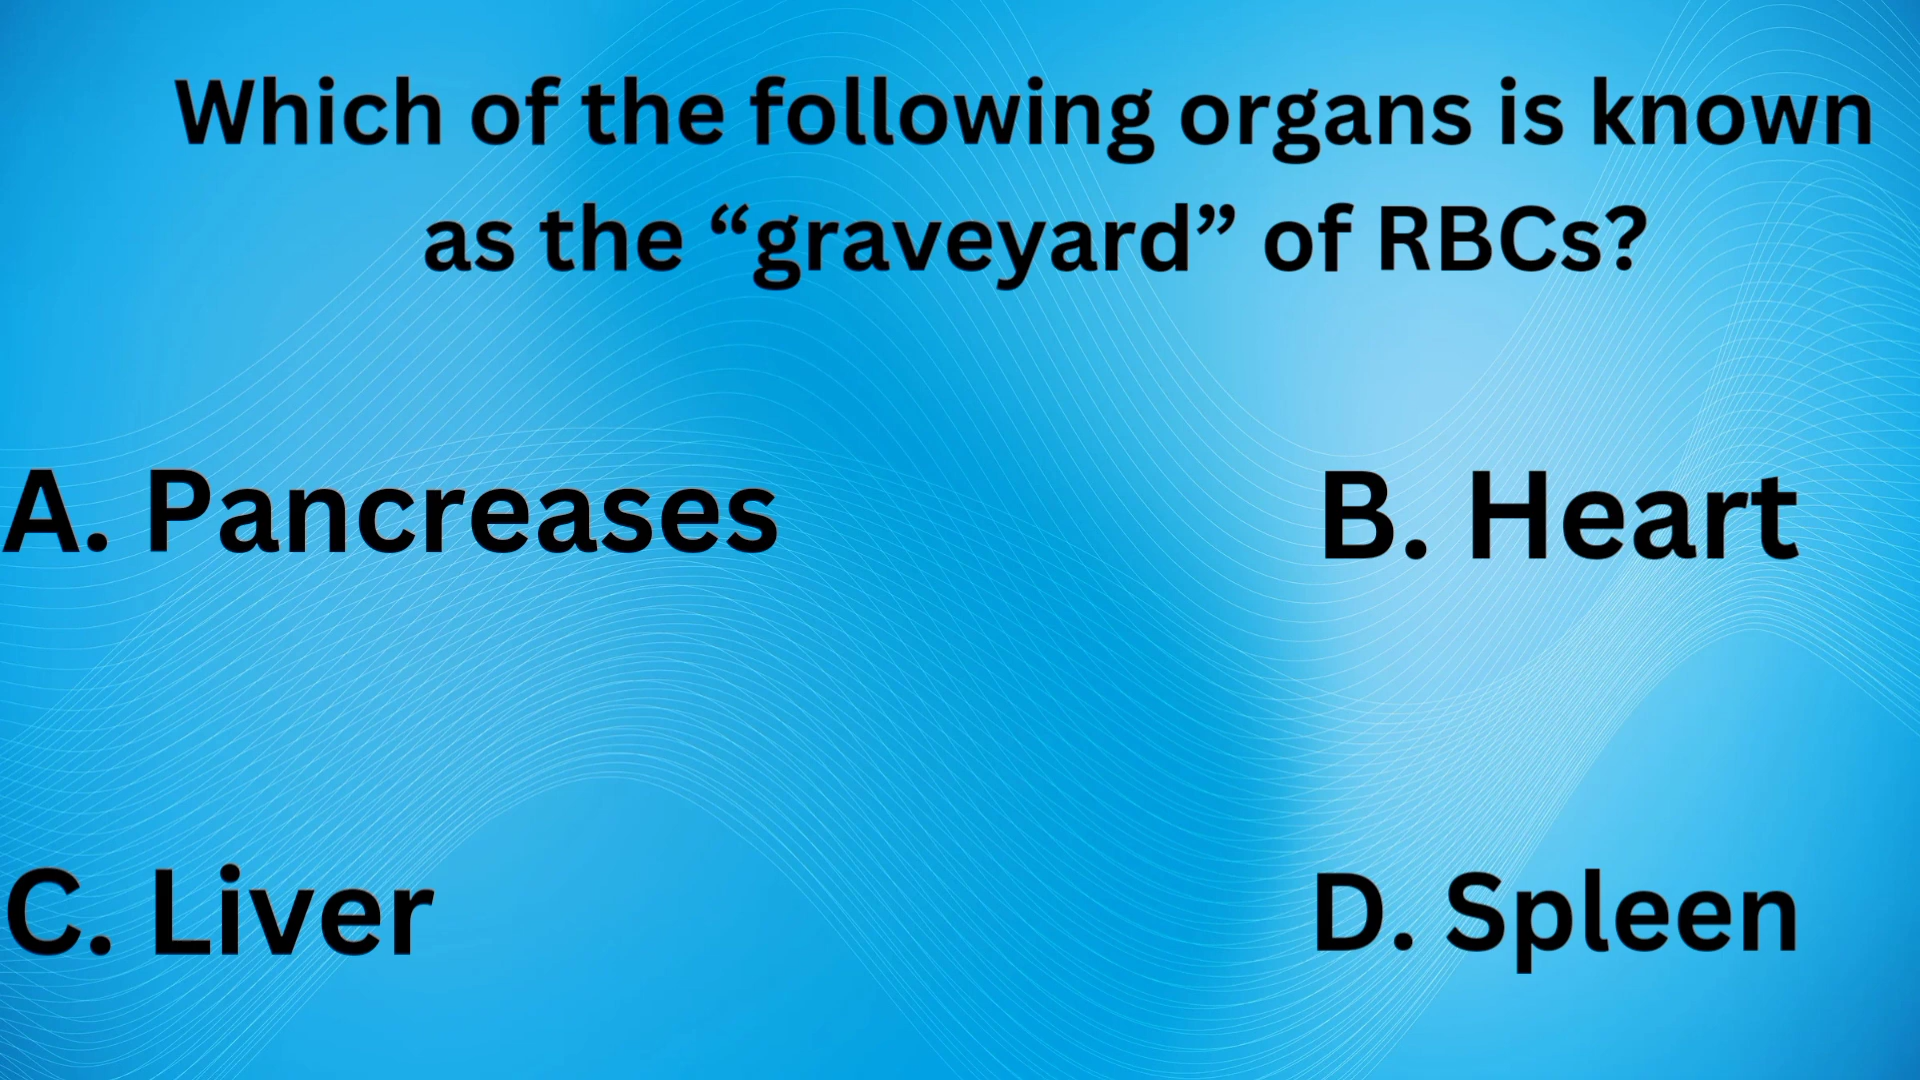 Which of the following organs is known
as the “graveyard” of RBCs?
A. Pancreases
B. Heart
C. Liver
D. Spleen